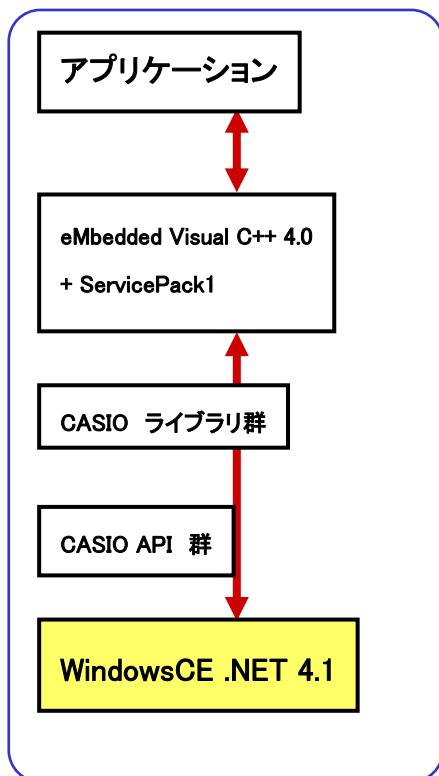 アプリケーション
eMbedded Visual C++ 4.0
+ ServicePack1
CASIO ライブラリ群
CASIO API 群
WindowsCE .NET 4.1